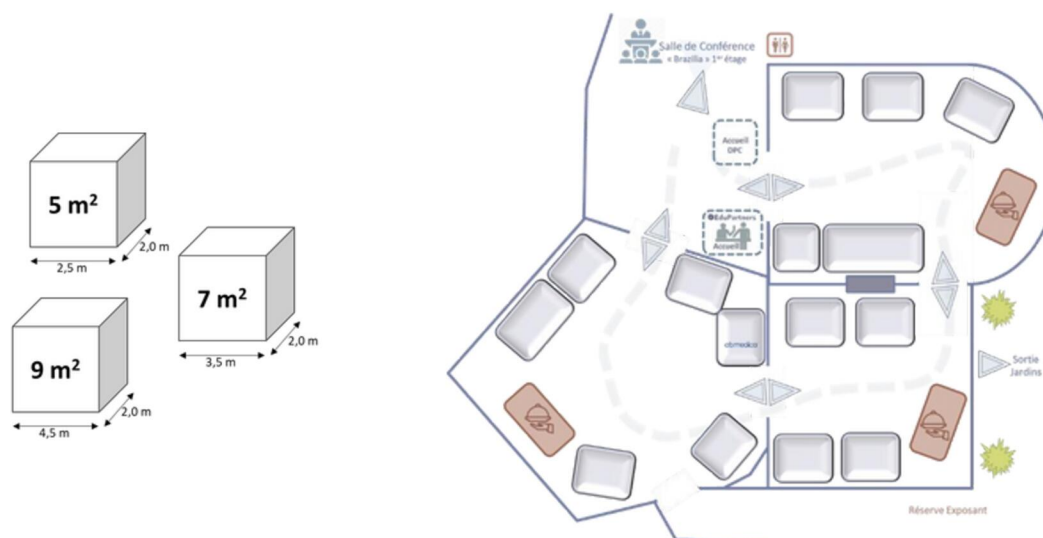 5 m²
2,0 m
2,5 m
7 m²
2,0 m
3,5 m
9 m²
2,0 m
4,5 m
Salle de Conférence
« Brazilia » 1er étage
Accueil
DPC
EduPartners
Accueil
abmedica
Sortie
Jardins
Réserve Exposant